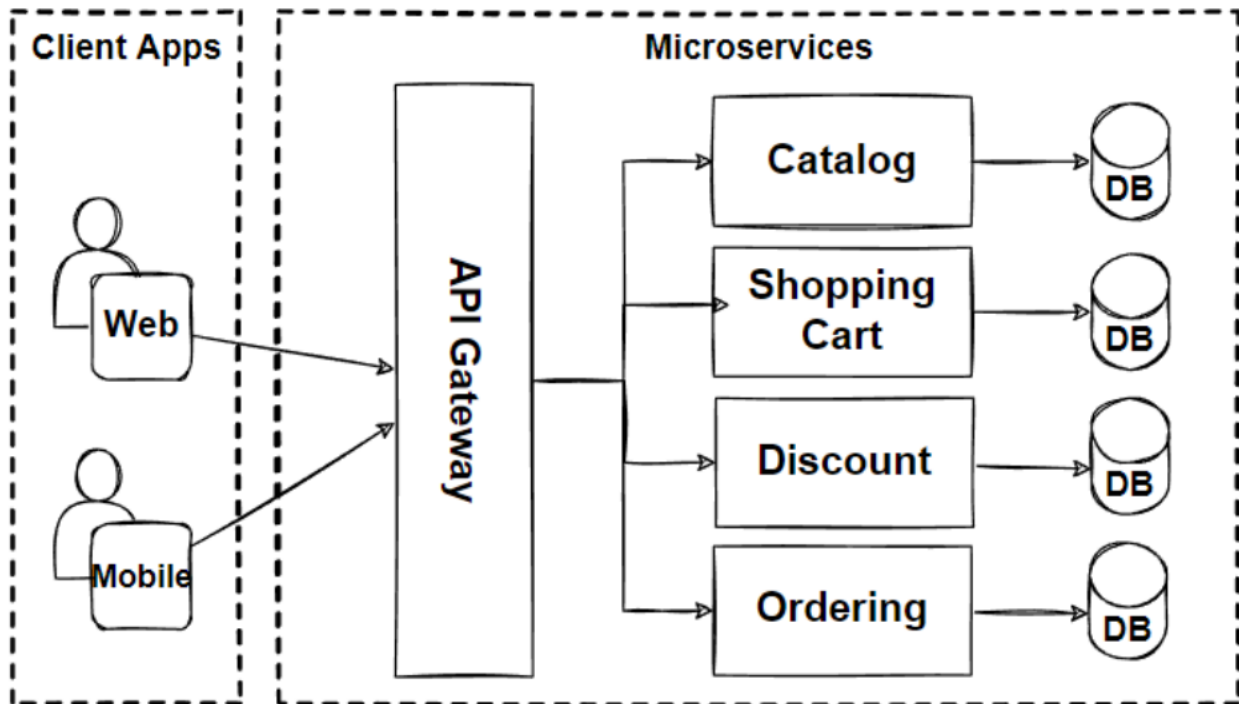 Client Apps
Microservices
Web
Mobile
API Gateway
Catalog
DB
Shopping
Cart
DB
Discount
DB
Ordering
DB